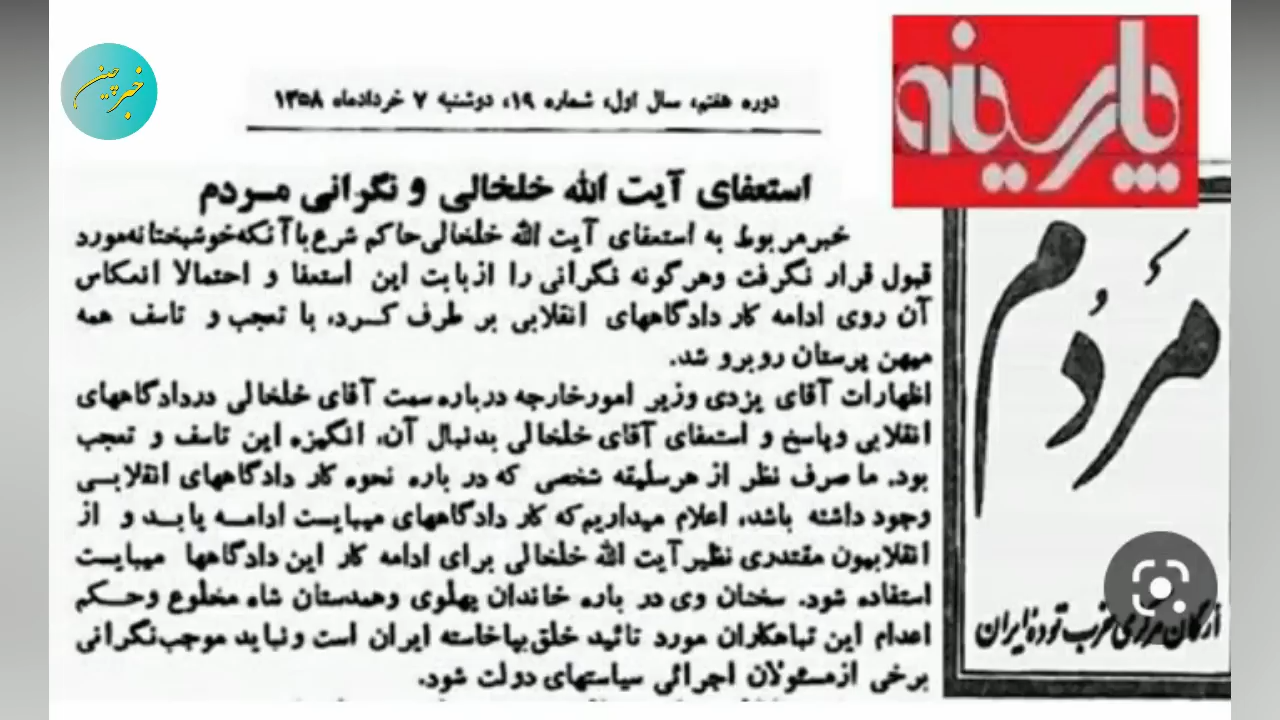 خبرچین
پارسینه
دوره هفتم، سال اول، شماره ۱۹، دوشنبه ۷ خردادماه ۱۳۵۸
استعفای آیت الله خلخالی و نگرانی مردم
خبرمربوط به استعفای آیت الله خلخالی‌حاکم شرع‌باآنکه‌خوشبختانه‌مورد
قبول قرار نگرفت وهرگونه نگرانی را ازبابت این استعفا و احتمالا انعکاس
آن روی ادامه کار دادگاههای انقلابی بر طرف کرد، با تعجب و تاسف همه
میهن پرستان روبرو شد.
اظهارات آقای یزدی وزیر امورخارجه درباره سمت آقای خلخالی دردادگاههای
انقلابی وپاسخ و استعفای آقای خلخالی بدنبال آن، انگیزه این تاسف و تعجب
بود. ما صرف نظر از هرسلیقه شخصی که در باره نحوه کار دادگاههای انقلابی
وجود داشته باشد، اعلام میداریم‌که کار دادگاههای میبایست ادامه یابد و از
انقلابیون مقتدری نظیرآیت الله خلخالی برای ادامه کار این دادگاهها میبایست
استفاده شود. سخنان وی در باره خاندان پهلوی وهمدستان شاه مخلوع وحکم
اعدام این تباهکاران مورد تائید خلق‌بپاخاسته ایران است ونباید موجب‌نگرانی
برخی ازمسئولان اجرائی سیاستهای دولت شود.
مَردُم
ارگان مرکزی حزب توده ایران